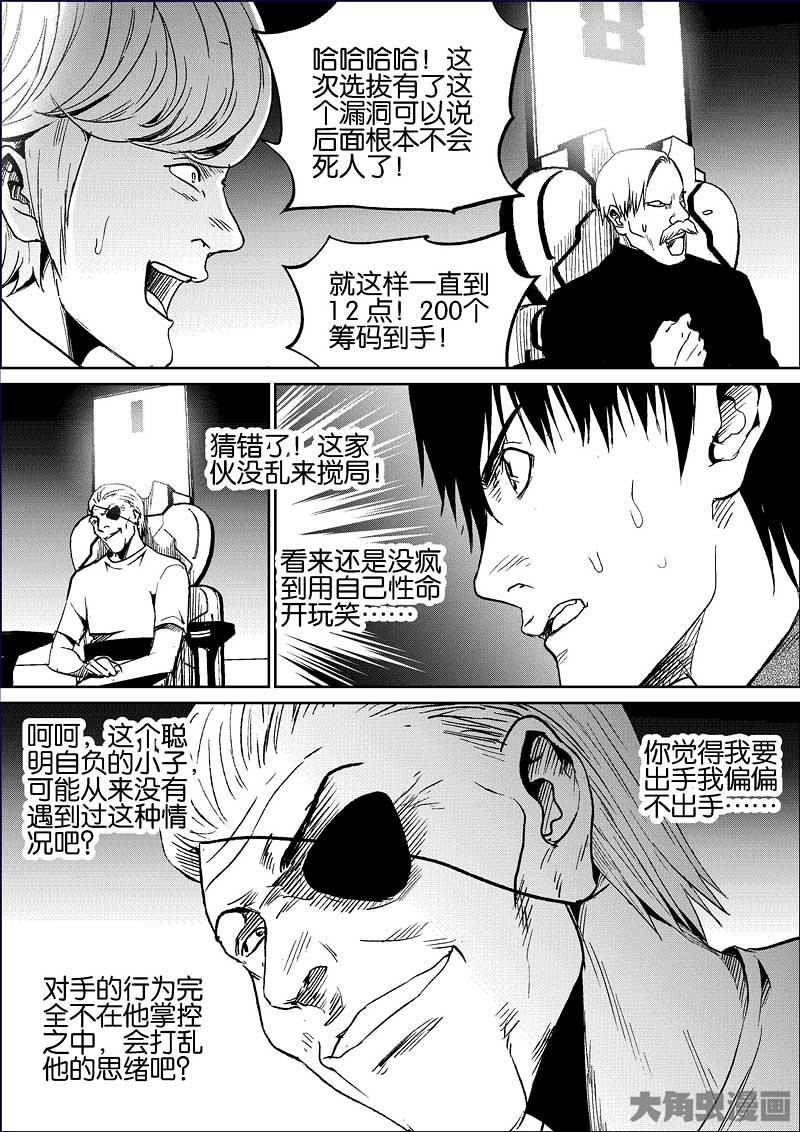 哈哈哈哈！这
次选拔有了这
个漏洞可以说
后面根本不会
死人了！
就这样一直到
12点！200个
筹码到手！
猜错了！这家
伙没乱来搅局！
看来还是没疯
到用自己性命
开玩笑……
你觉得我要
出手我偏偏
不出手……
呵呵，这个聪
明自负的小子，
可能从来没有
遇到过这种情
况吧？
对手的行为完
全不在他掌控
之中，会打乱
他的思绪吧？
大角虫漫画